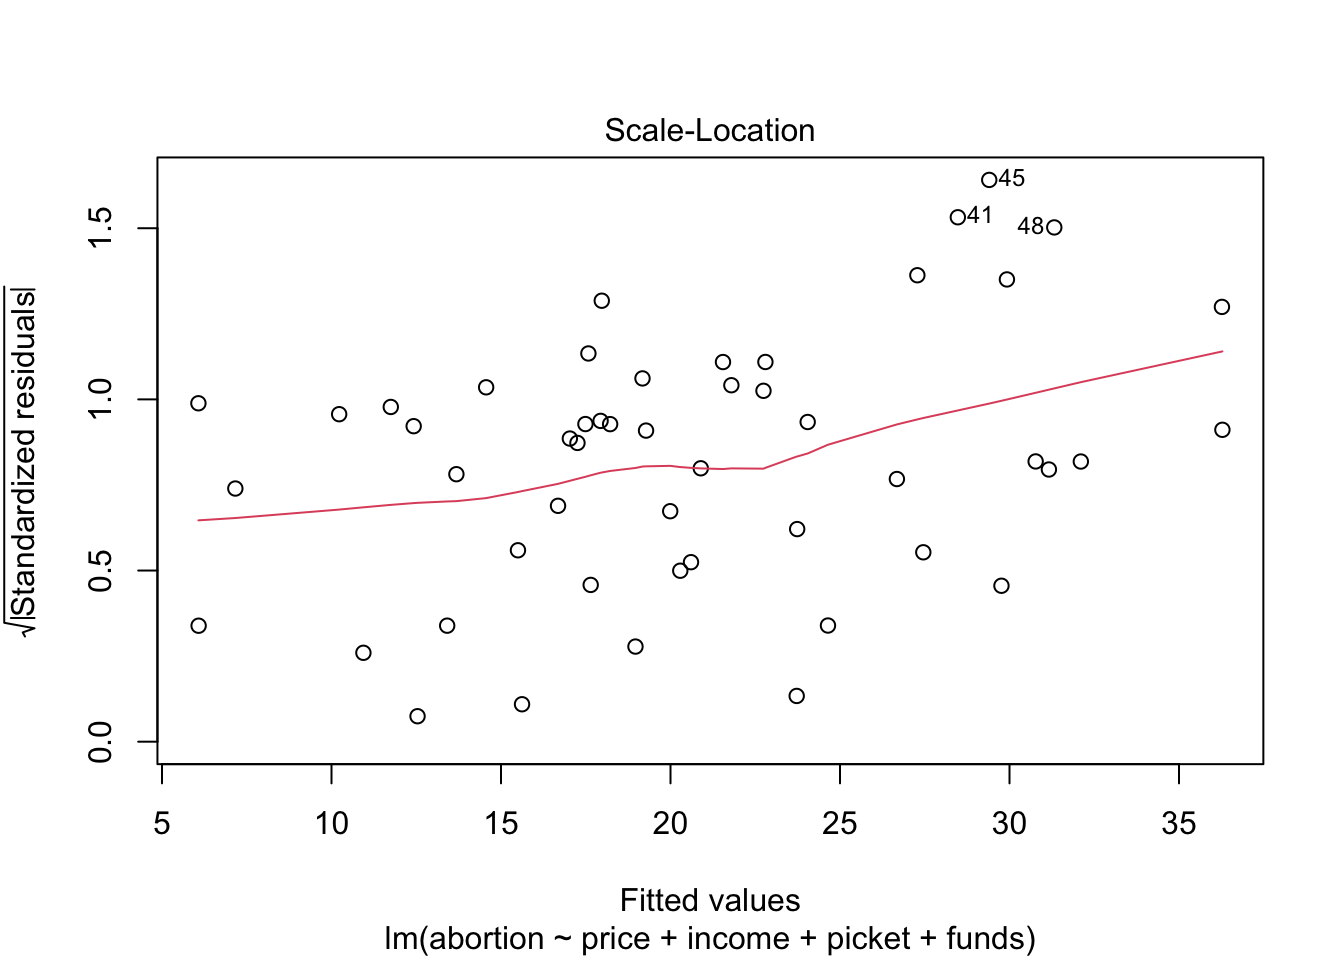 Scale-Location
√|Standardized residuals|
0.0 0.5 1.0 1.5
45
41
48
5 10 15 20 25 30 35
Fitted values
lm(abortion ~ price + income + picket + funds)